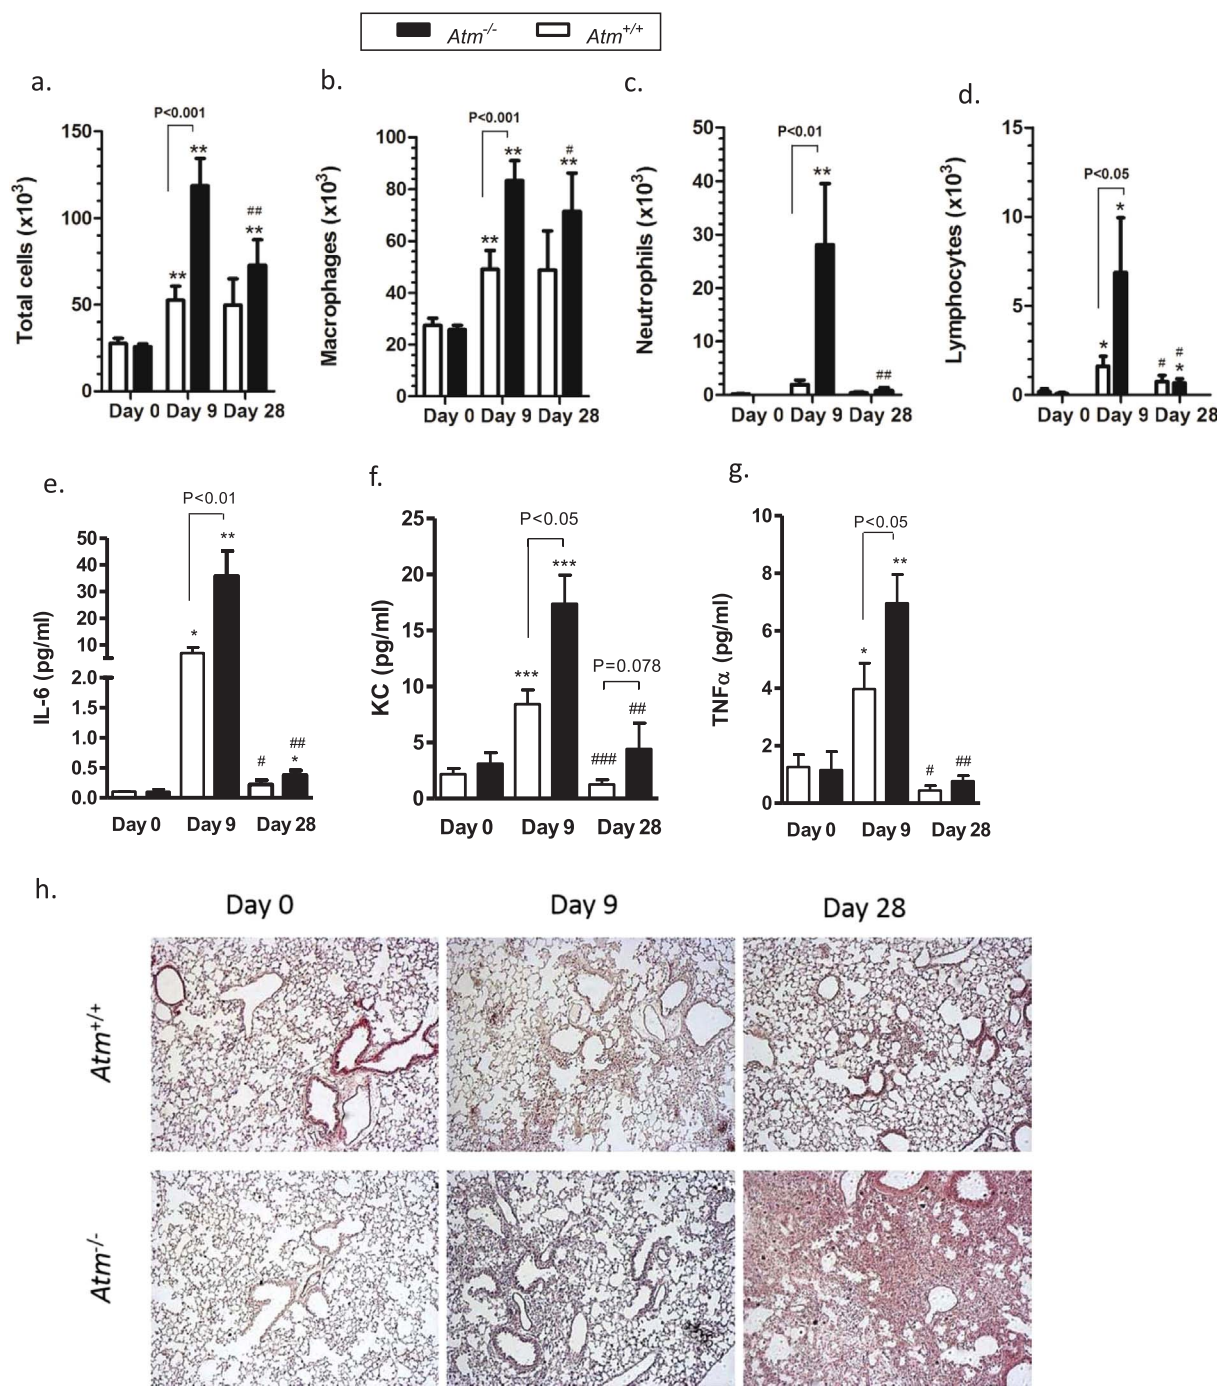 Atm-/- Atm+/+
a.
P<0.001
Total cells (x10³)
150
100
50
0
** ** ## **
Day 0 Day 9 Day 28
b.
P<0.001
Macrophages (x10³)
100
80
60
40
20
0
** ** # **
Day 0 Day 9 Day 28
c.
P<0.01
Neutrophils (x10³)
50
40
30
20
10
0
** ##
Day 0 Day 9 Day 28
d.
P<0.05
Lymphocytes (x10³)
15
10
5
0
* * # # *
Day 0 Day 9 Day 28
e.
P<0.01
IL-6 (pg/ml)
50
40
30
20
10
2.0
1.5
1.0
0.5
0.0
* ** # ## *
Day 0 Day 9 Day 28
f.
P<0.05
P=0.078
KC (pg/ml)
25
20
15
10
5
0
*** *** ### ##
Day 0 Day 9 Day 28
g.
P<0.05
TNFα (pg/ml)
10
8
6
4
2
0
* ** # ##
Day 0 Day 9 Day 28
h.
Day 0 Day 9 Day 28
Atm+/+
Atm-/-